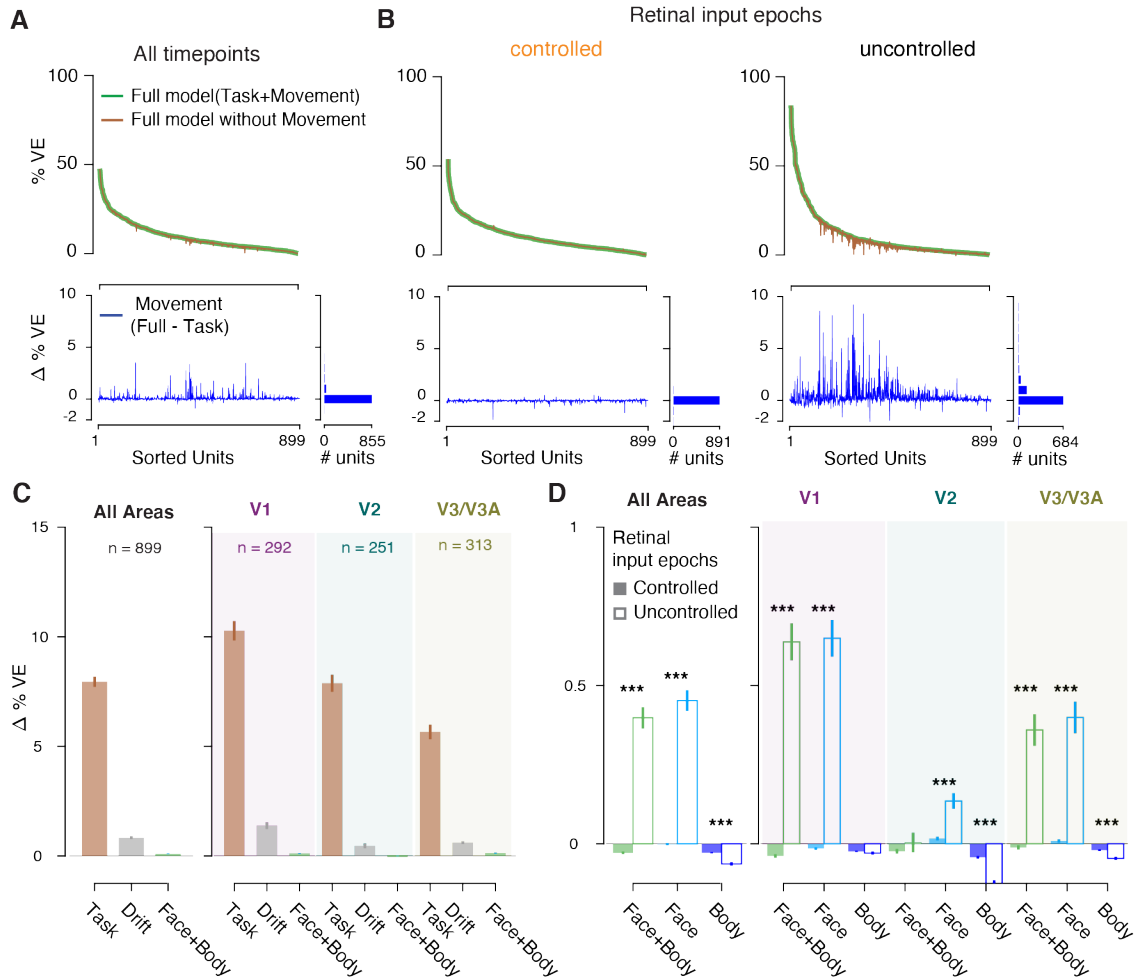 A
B
Retinal input epochs
All timepoints
controlled
uncontrolled
100
50
0
% VE
Full model(Task+Movement)
Full model without Movement
100
50
0
100
50
0
10
5
0
-2
Δ % VE
Movement
(Full - Task)
1
899
Sorted Units
0
855
# units
10
5
0
-2
1
899
Sorted Units
0
891
# units
10
5
0
-2
1
899
Sorted Units
0
684
# units
C
All Areas
V1
V2
V3/V3A
n = 899
n = 292
n = 251
n = 313
15
10
5
0
Δ % VE
Task
Drift
Face+Body
Task
Drift
Face+Body
Task
Drift
Face+Body
Task
Drift
Face+Body
D
All Areas
V1
V2
V3/V3A
1
0.5
0
Retinal
input epochs
Controlled
Uncontrolled
***
***
***
***
***
***
***
***
***
***
Face+Body
Face
Body
Face+Body
Face
Body
Face+Body
Face
Body
Face+Body
Face
Body